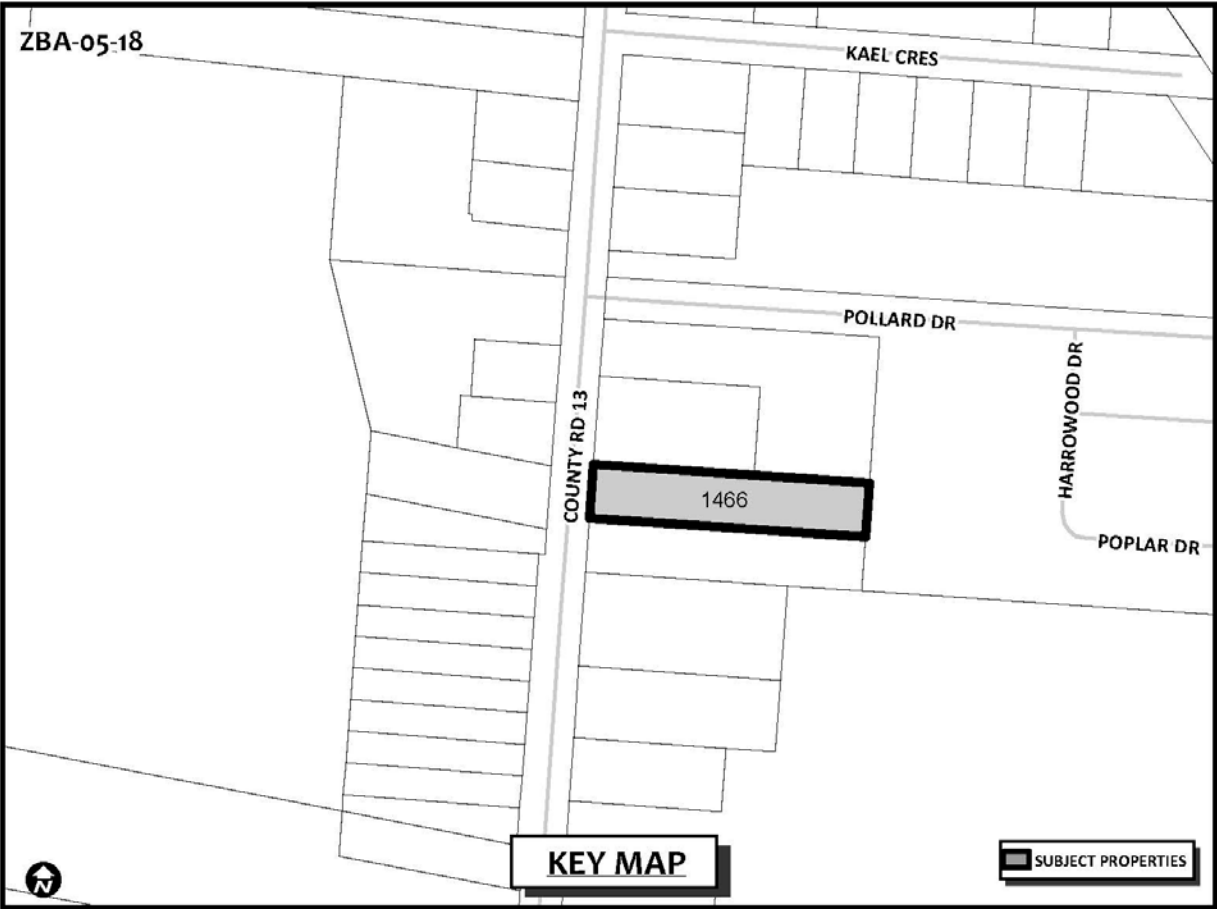 ZBA-05-18
KAEL CRES
POLLARD DR
HARROWOOD DR
COUNTY RD 13
1466
POPLAR DR
KEY MAP
SUBJECT PROPERTIES
N